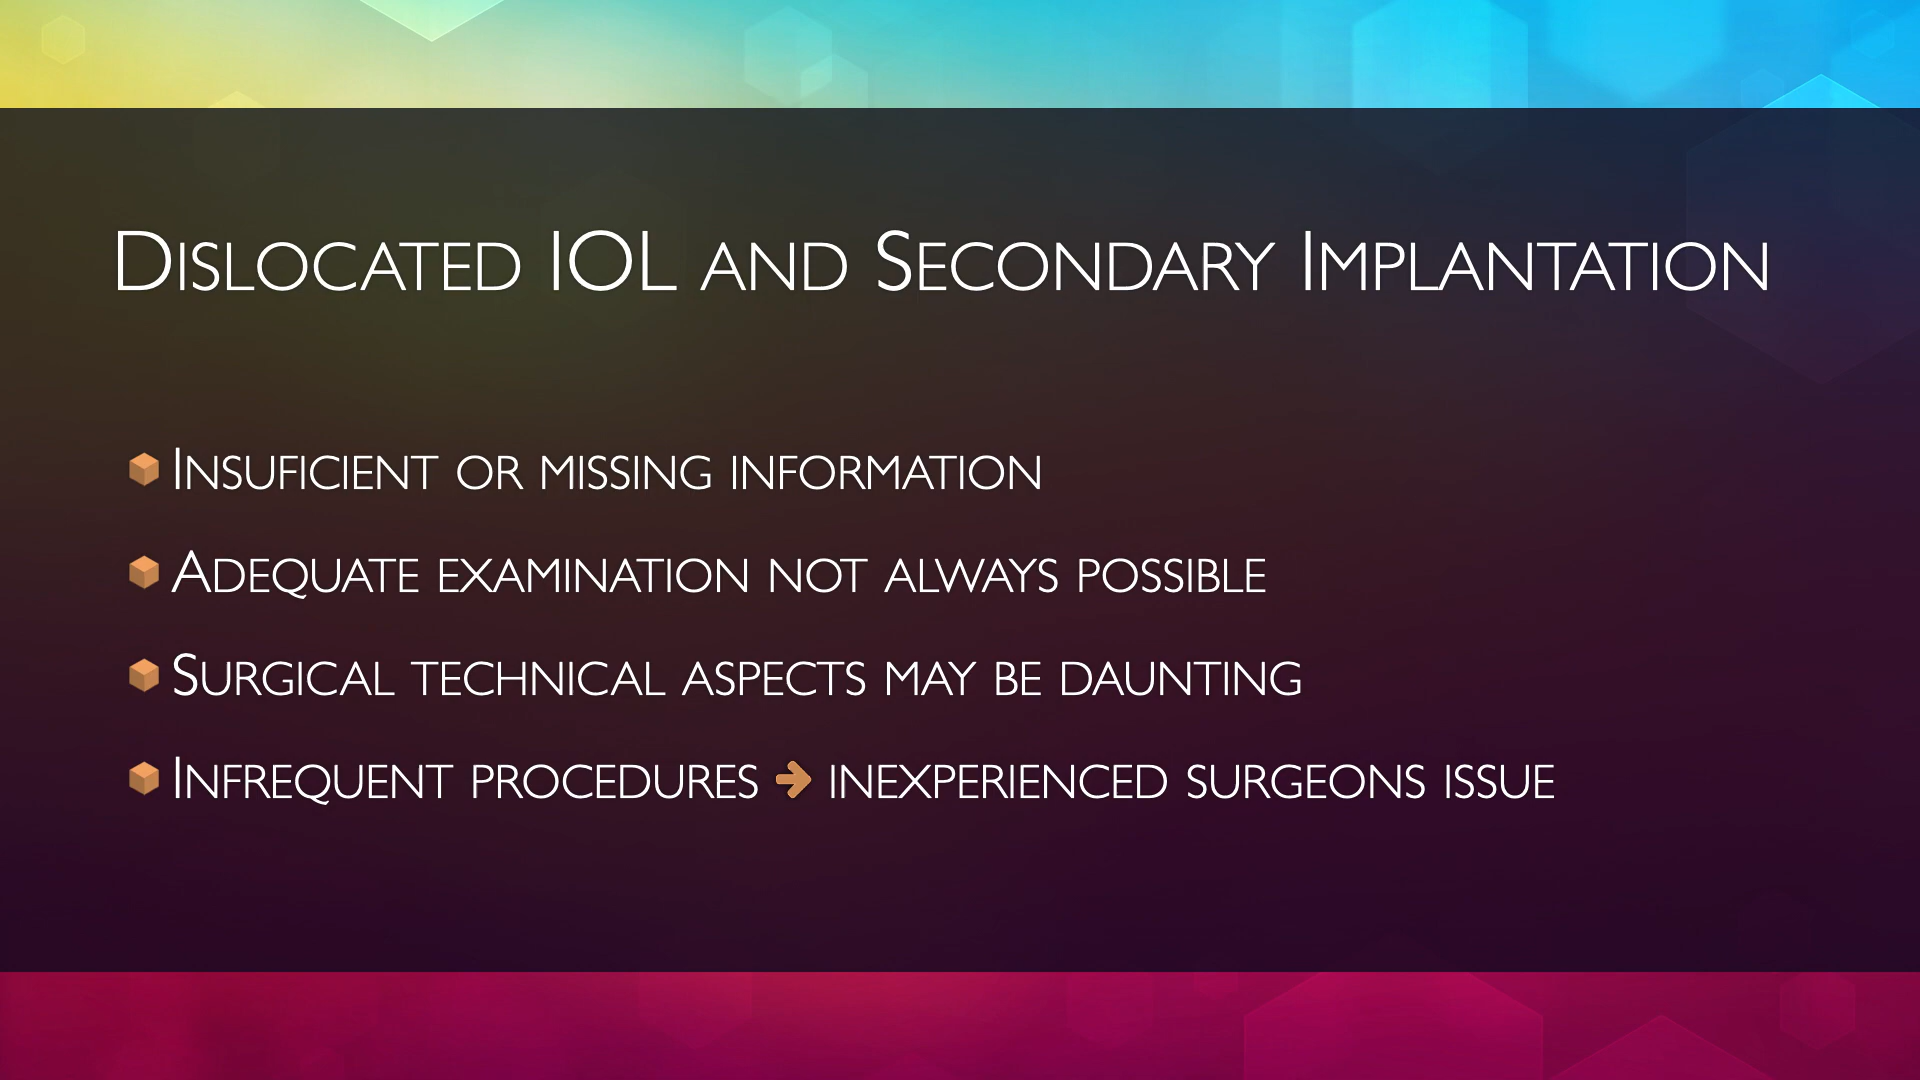 Dislocated IOL and Secondary Implantation
Insuficient or missing information
Adequate examination not always possible
Surgical technical aspects may be daunting
Infrequent procedures → inexperienced surgeons issue